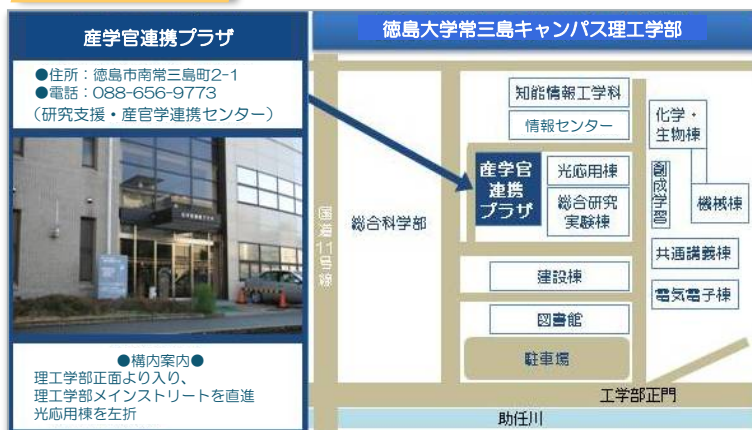 産学官連携プラザ
●住所：徳島市南常三島町2-1
●電話：088-656-9773
（研究支援・産官学連携センター）
●構内案内●
理工学部正面より入り、
理工学部メインストリートを直進
光応用棟を左折
徳島大学常三島キャンパス理工学部
国道11号線
総合科学部
知能情報工学科
情報センター
産学官
連携
プラザ
光応用棟
総合研究
実験棟
建設棟
図書館
駐車場
化学・
生物棟
創成学習
機械棟
共通講義棟
電気電子棟
工学部正門
助任川